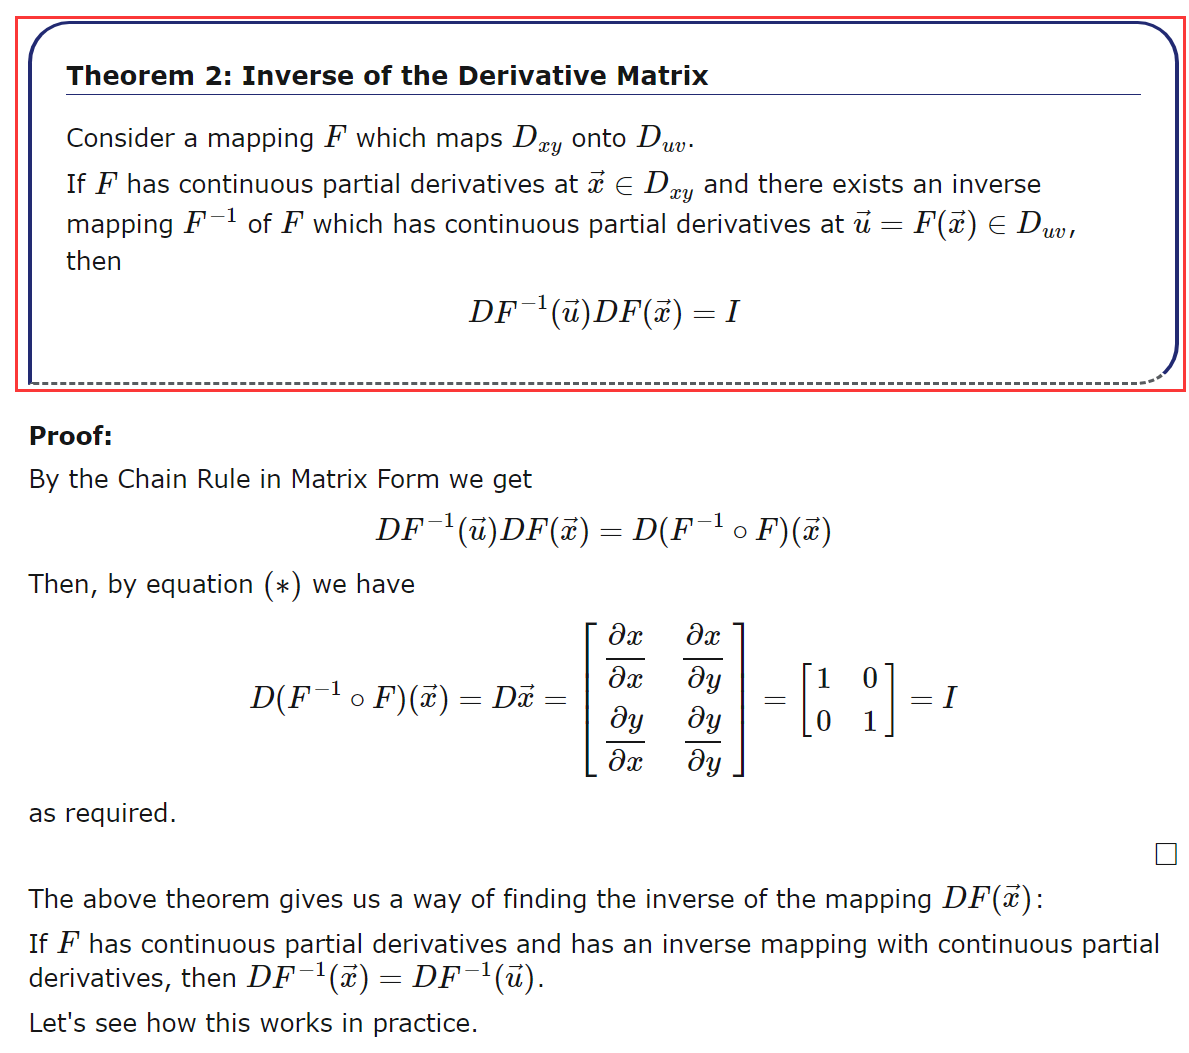 Theorem 2: Inverse of the Derivative Matrix
Consider a mapping $F$ which maps $D_{xy}$ onto $D_{uv}$.
If $F$ has continuous partial derivatives at $\vec{x} \in D_{xy}$ and there exists an inverse
mapping $F^{-1}$ of $F$ which has continuous partial derivatives at $\vec{u} = F(\vec{x}) \in D_{uv}$,
then
$DF^{-1}(\vec{u})DF(\vec{x}) = I$
Proof:
By the Chain Rule in Matrix Form we get
$DF^{-1}(\vec{u})DF(\vec{x}) = D(F^{-1} \circ F)(\vec{x})$
Then, by equation $(*)$ we have
$D(F^{-1} \circ F)(\vec{x}) = D\vec{x} = \begin{bmatrix} \dfrac{\partial x}{\partial x} & \dfrac{\partial x}{\partial y} \\ \dfrac{\partial y}{\partial x} & \dfrac{\partial y}{\partial y} \end{bmatrix} = \begin{bmatrix} 1 & 0 \\ 0 & 1 \end{bmatrix} = I$
as required.
□
The above theorem gives us a way of finding the inverse of the mapping $DF(\vec{x})$:
If $F$ has continuous partial derivatives and has an inverse mapping with continuous partial
derivatives, then $DF^{-1}(\vec{x}) = DF^{-1}(\vec{u})$.
Let's see how this works in practice.